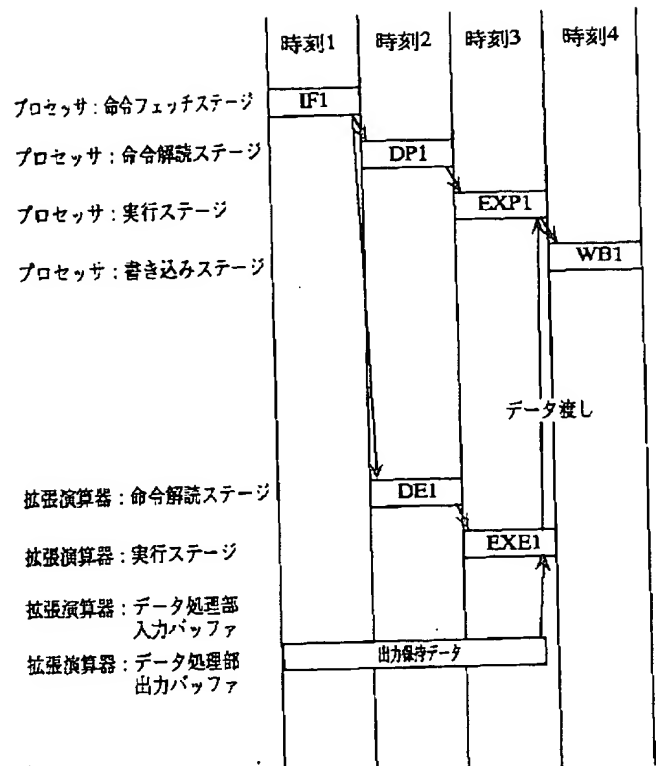 時刻1 時刻2 時刻3 時刻4
プロセッサ:命令フェッチステージ IF1
プロセッサ:命令解読ステージ DP1
プロセッサ:実行ステージ EXP1
プロセッサ:書き込みステージ WB1
データ渡し
拡張演算器:命令解読ステージ DE1
拡張演算器:実行ステージ EXE1
拡張演算器:データ処理部
入力バッファ
拡張演算器:データ処理部 出力保持データ
出力バッファ